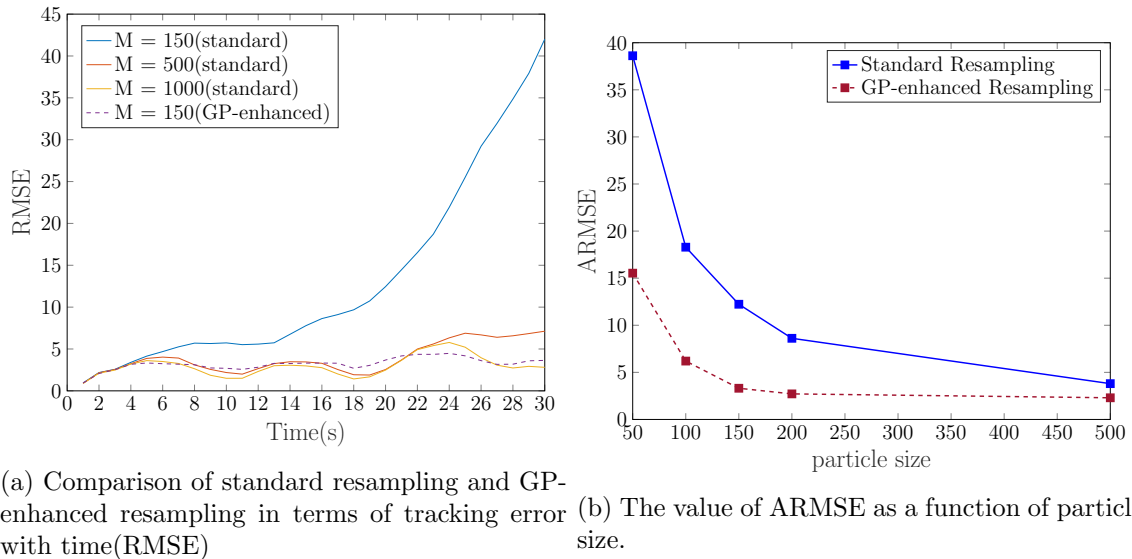 45
40
35
30
25
20
15
10
5
0
RMSE
M = 150(standard)
M = 500(standard)
M = 1000(standard)
M = 150(GP-enhanced)
0 2 4 6 8 10 12 14 16 18 20 22 24 26 28 30
Time(s)
(a) Comparison of standard resampling and GP-
enhanced resampling in terms of tracking error
with time(RMSE)
40
35
30
25
20
15
10
5
0
ARMSE
Standard Resampling
GP-enhanced Resampling
50 100 150 200 250 300 350 400 450 500
particle size
(b) The value of ARMSE as a function of particl
size.